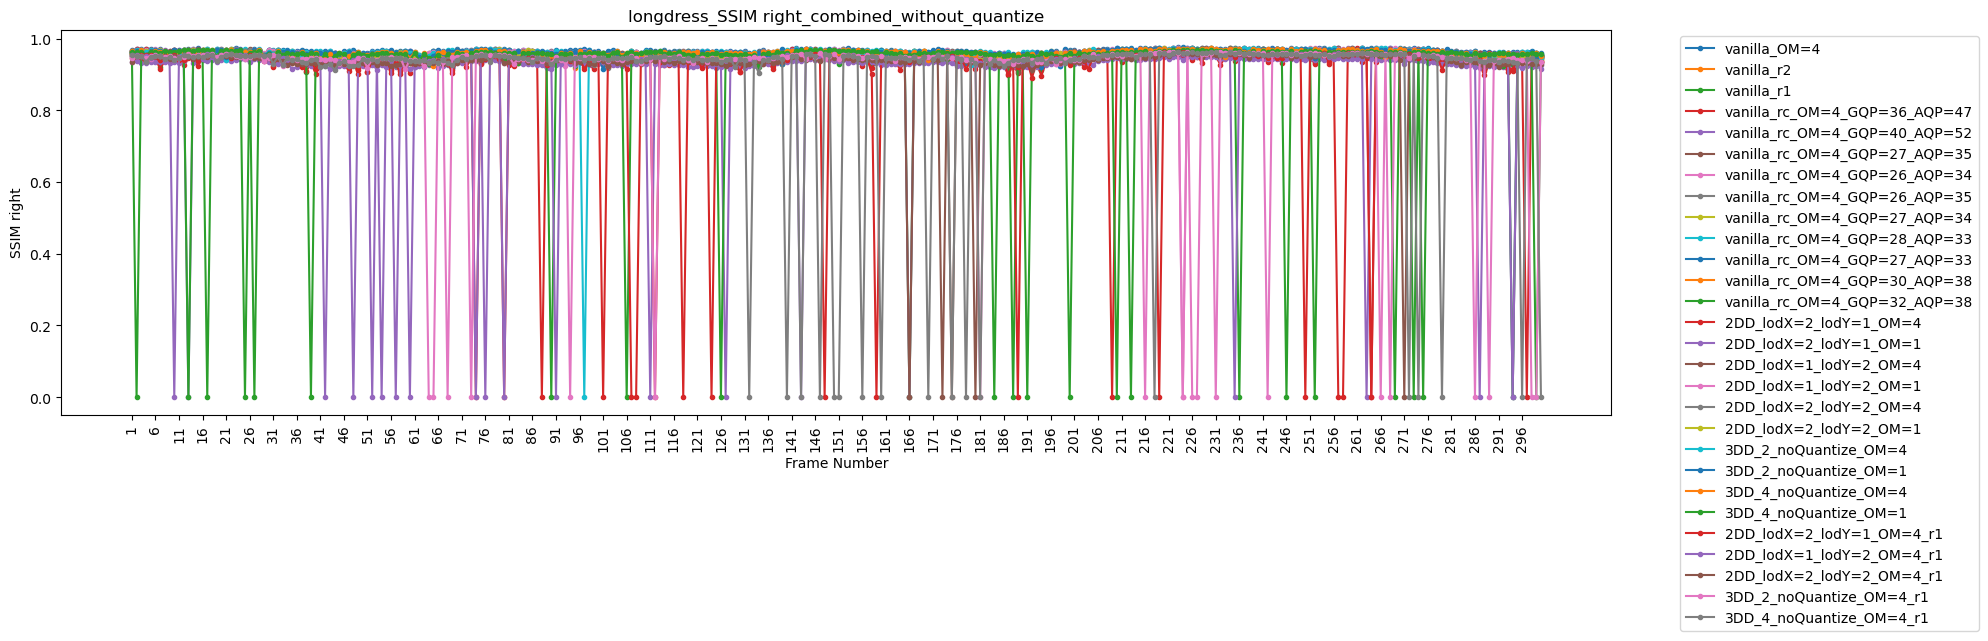 longdress_SSIM right_combined_without_quantize
1.0
0.8
0.6
0.4
0.2
0.0
SSIM right
1 6 11 16 21 26 31 36 41 46 51 56 61 66 71 76 81 86 91 96 101 106 111 116 121 126 131 136 141 146 151 156 161 166 171 176 181 186 191 196 201 206 211 216 221 226 231 236 241 246 251 256 261 266 271 276 281 286 291 296
Frame Number
vanilla_OM=4
vanilla_r2
vanilla_r1
vanilla_rc_OM=4_GQP=36_AQP=47
vanilla_rc_OM=4_GQP=40_AQP=52
vanilla_rc_OM=4_GQP=27_AQP=35
vanilla_rc_OM=4_GQP=26_AQP=34
vanilla_rc_OM=4_GQP=26_AQP=35
vanilla_rc_OM=4_GQP=27_AQP=34
vanilla_rc_OM=4_GQP=28_AQP=33
vanilla_rc_OM=4_GQP=27_AQP=33
vanilla_rc_OM=4_GQP=30_AQP=38
vanilla_rc_OM=4_GQP=32_AQP=38
2DD_lodX=2_lodY=1_OM=4
2DD_lodX=2_lodY=1_OM=1
2DD_lodX=1_lodY=2_OM=4
2DD_lodX=1_lodY=2_OM=1
2DD_lodX=2_lodY=2_OM=4
2DD_lodX=2_lodY=2_OM=1
3DD_2_noQuantize_OM=4
3DD_2_noQuantize_OM=1
3DD_4_noQuantize_OM=4
3DD_4_noQuantize_OM=1
2DD_lodX=2_lodY=1_OM=4_r1
2DD_lodX=1_lodY=2_OM=4_r1
2DD_lodX=2_lodY=2_OM=4_r1
3DD_2_noQuantize_OM=4_r1
3DD_4_noQuantize_OM=4_r1